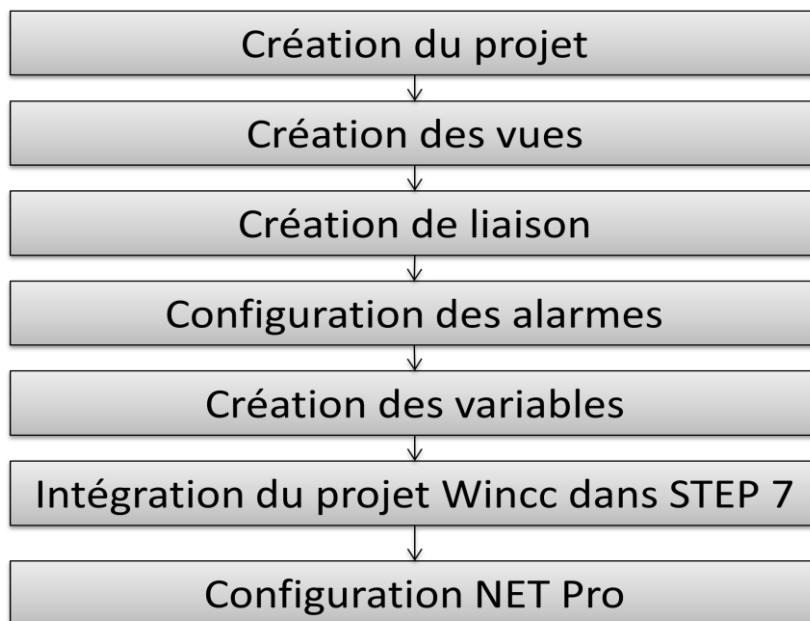 Création du projet
Création des vues
Création de liaison
Configuration des alarmes
Création des variables
Intégration du projet Wincc dans STEP 7
Configuration NET Pro